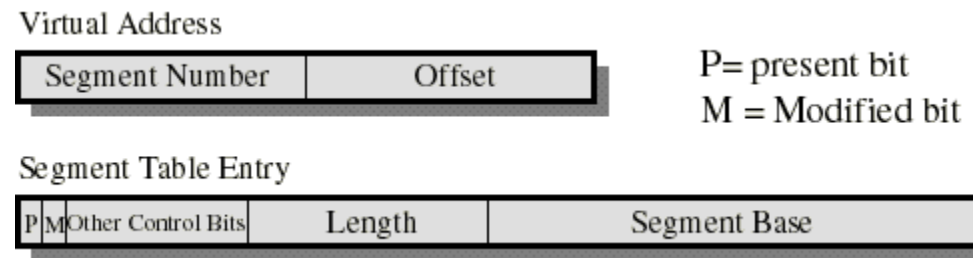 Virtual Address
Segment Number Offset
P= present bit
M = Modified bit
Segment Table Entry
P M Other Control Bits Length Segment Base